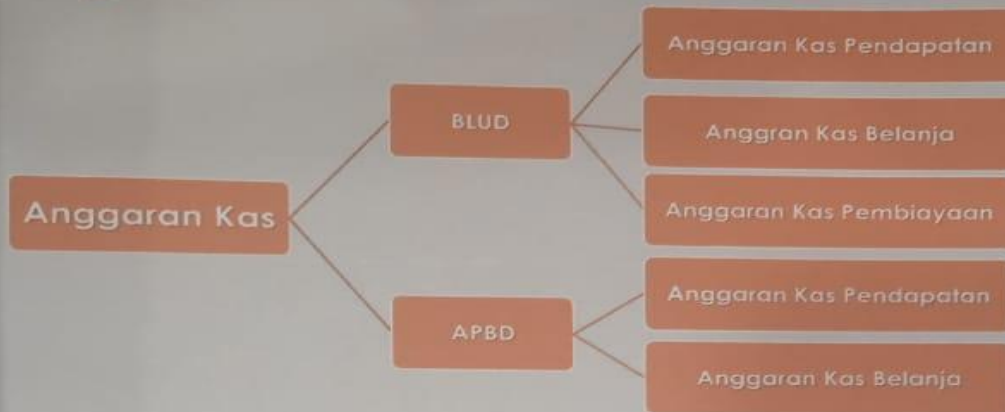 Anggaran Kas
BLUD
Anggaran Kas Pendapatan
Anggran Kas Belanja
Anggaran Kas Pembiayaan
APBD
Anggaran Kas Pendapatan
Anggaran Kas Belanja